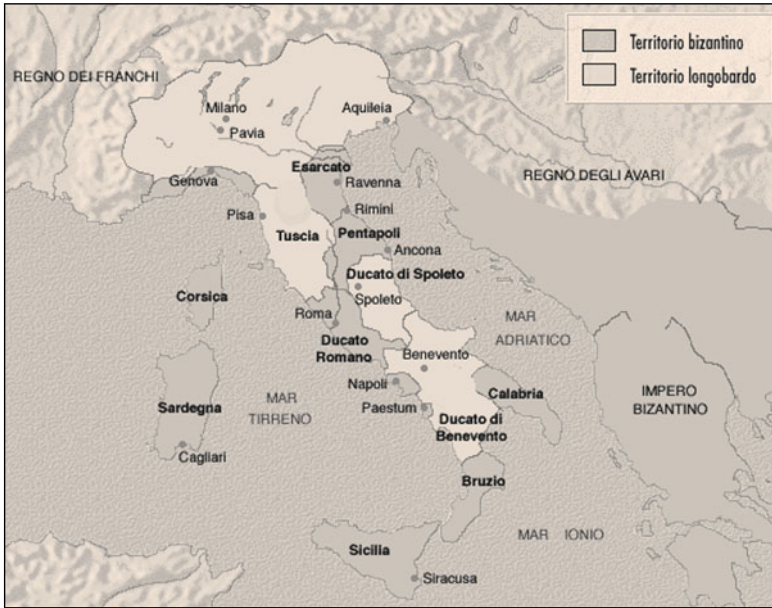 Territorio bizantino
Territorio longobardo
REGNO DEI FRANCHI
Milano
Pavia
Aquileia
REGNO DEGLI AVARI
Genova
Esarcato
Ravenna
Rimini
Pisa
Tuscia
Pentapoli
Ancona
Ducato di Spoleto
Spoleto
Corsica
Roma
Ducato
Romano
MAR
ADRIATICO
Benevento
Napoli
Calabria
IMPERO
BIZANTINO
Sardegna
MAR
TIRRENO
Paestum
Ducato di
Benevento
Cagliari
Bruzio
MAR IONIO
Sicilla
Siracusa